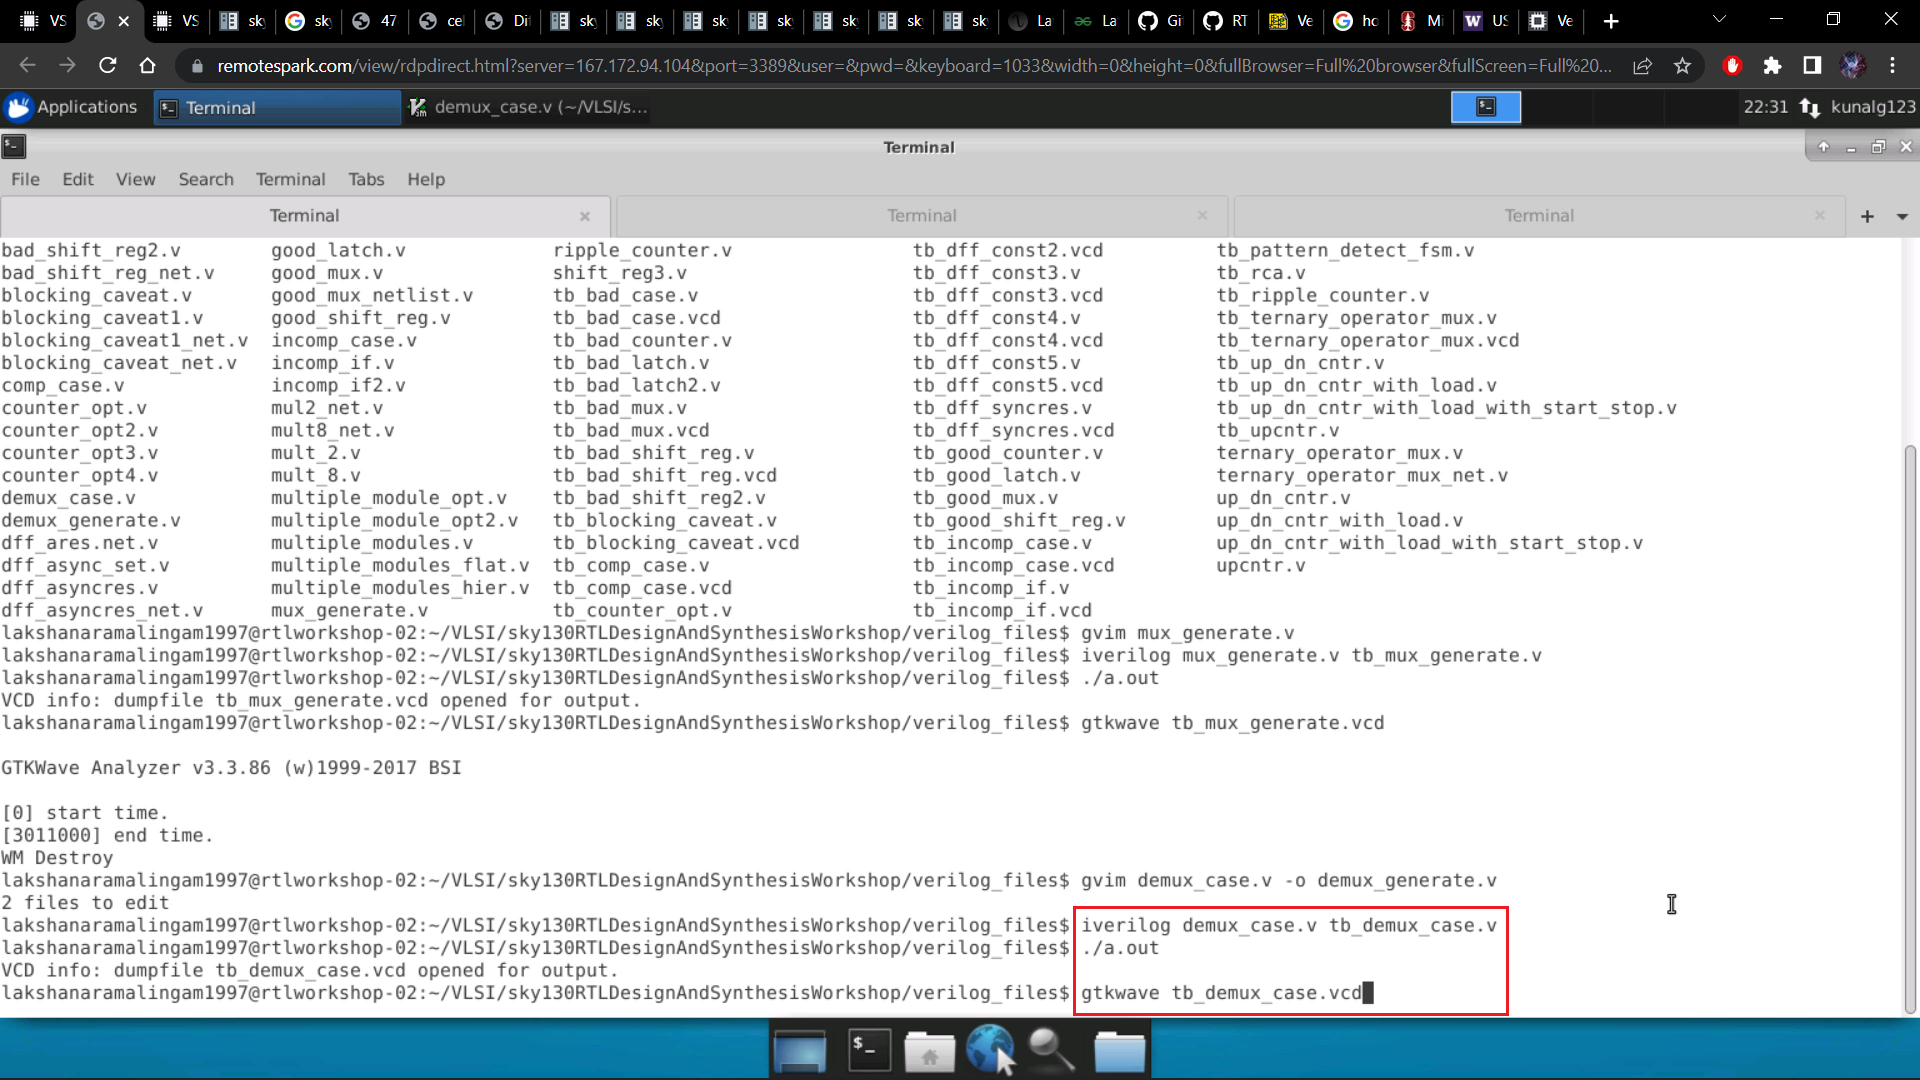 VS
VS
sky
sky
47
cel
Di
sk
sk
sk
sk
sk
sk
sk
La
La
Gi
RT
Ve
ho
Mi
US
Ve
remotespark.com/view/rdpdirect.html?server=167.172.94.104&port=3389&user=&pwd=&keyboard=1033&width=0&height=0&fullBrowser=Full%20browser&fullScreen=Full%20...
Applications
Terminal
demux_case.v (~/VLSI/s...
22:31
kunalg123
Terminal
File Edit View Search Terminal Tabs Help
Terminal
Terminal
Terminal
bad_shift_reg2.v good_latch.v ripple_counter.v tb_dff_const2.vcd tb_pattern_detect_fsm.v
bad_shift_reg_net.v good_mux.v shift_reg3.v tb_dff_const3.v tb_rca.v
blocking_caveat.v good_mux_netlist.v tb_bad_case.v tb_dff_const3.vcd tb_ripple_counter.v
blocking_caveat1.v good_shift_reg.v tb_bad_case.vcd tb_dff_const4.v tb_ternary_operator_mux.v
blocking_caveat1_net.v incomp_case.v tb_bad_counter.v tb_dff_const4.vcd tb_ternary_operator_mux.vcd
blocking_caveat_net.v incomp_if.v tb_bad_latch.v tb_dff_const5.v tb_up_dn_cntr.v
comp_case.v incomp_if2.v tb_bad_latch2.v tb_dff_const5.vcd tb_up_dn_cntr_with_load.v
counter_opt.v mul2_net.v tb_bad_mux.v tb_dff_syncres.v tb_up_dn_cntr_with_load_with_start_stop.v
counter_opt2.v mult8_net.v tb_bad_mux.vcd tb_dff_syncres.vcd tb_upcntr.v
counter_opt3.v mult_2.v tb_bad_shift_reg.v tb_good_counter.v ternary_operator_mux.v
counter_opt4.v mult_8.v tb_bad_shift_reg.vcd tb_good_latch.v ternary_operator_mux_net.v
demux_case.v multiple_module_opt.v tb_bad_shift_reg2.v tb_good_mux.v up_dn_cntr.v
demux_generate.v multiple_module_opt2.v tb_blocking_caveat.v tb_good_shift_reg.v up_dn_cntr_with_load.v
dff_ares.net.v multiple_modules.v tb_blocking_caveat.vcd tb_incomp_case.v up_dn_cntr_with_load_with_start_stop.v
dff_async_set.v multiple_modules_flat.v tb_comp_case.v tb_incomp_case.vcd upcntr.v
dff_asyncres.v multiple_modules_hier.v tb_comp_case.vcd tb_incomp_if.v
dff_asyncres_net.v mux_generate.v tb_counter_opt.v tb_incomp_if.vcd
lakshanaramalingam1997@rtlworkshop-02:~/VLSI/sky130RTLDesignAndSynthesisWorkshop/verilog_files$ gvim mux_generate.v
lakshanaramalingam1997@rtlworkshop-02:~/VLSI/sky130RTLDesignAndSynthesisWorkshop/verilog_files$ iverilog mux_generate.v tb_mux_generate.v
lakshanaramalingam1997@rtlworkshop-02:~/VLSI/sky130RTLDesignAndSynthesisWorkshop/verilog_files$ ./a.out
VCD info: dumpfile tb_mux_generate.vcd opened for output.
lakshanaramalingam1997@rtlworkshop-02:~/VLSI/sky130RTLDesignAndSynthesisWorkshop/verilog_files$ gtkwave tb_mux_generate.vcd
GTKWave Analyzer v3.3.86 (w)1999-2017 BSI
[0] start time.
[3011000] end time.
WM Destroy
lakshanaramalingam1997@rtlworkshop-02:~/VLSI/sky130RTLDesignAndSynthesisWorkshop/verilog_files$ gvim demux_case.v -o demux_generate.v
2 files to edit
lakshanaramalingam1997@rtlworkshop-02:~/VLSI/sky130RTLDesignAndSynthesisWorkshop/verilog_files$ iverilog demux_case.v tb_demux_case.v
lakshanaramalingam1997@rtlworkshop-02:~/VLSI/sky130RTLDesignAndSynthesisWorkshop/verilog_files$ ./a.out
VCD info: dumpfile tb_demux_case.vcd opened for output.
lakshanaramalingam1997@rtlworkshop-02:~/VLSI/sky130RTLDesignAndSynthesisWorkshop/verilog_files$ gtkwave tb_demux_case.vcd